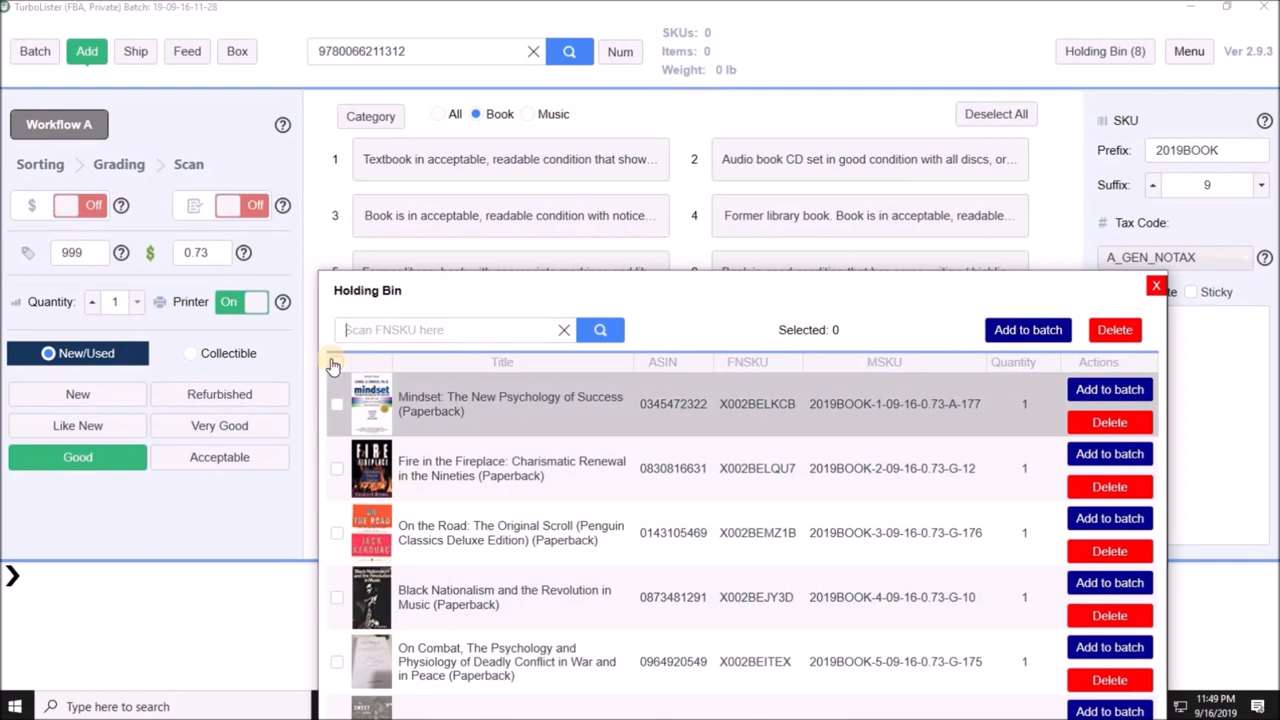 TurboLister (FBA, Private) Batch: 19-09-16-11-28
Batch
Add
Ship
Feed
Box
9780066211312
Num
SKUs: 0
Items: 0
Weight: 0 lb
Holding Bin (8)
Menu
Ver 2.9.3
Workflow A
Sorting
Grading
Scan
$ Off
Off
999
$ 0.73
Quantity: 1
Printer On
New/Used
Collectible
New
Refurbished
Like New
Very Good
Good
Acceptable
Category
All
Book
Music
Deselect All
1 Textbook in acceptable, readable condition that show...
2 Audio book CD set in good condition with all discs, or...
3 Book is in acceptable, readable condition with notice...
4 Former library book. Book is in acceptable, readable...
SKU
Prefix: 2019BOOK
Suffix: 9
# Tax Code:
A_GEN_NOTAX
Sticky
Holding Bin
X
Scan FNSKU here
Selected: 0
Add to batch
Delete
Title ASIN FNSKU MSKU Quantity Actions
Mindset: The New Psychology of Success
(Paperback)
0345472322 X002BELKCB 2019BOOK-1-09-16-0.73-A-177 1
Add to batch
Delete
Fire in the Fireplace: Charismatic Renewal
in the Nineties (Paperback)
0830816631 X002BELQU7 2019BOOK-2-09-16-0.73-G-12 1
Add to batch
Delete
On the Road: The Original Scroll (Penguin
Classics Deluxe Edition) (Paperback)
0143105469 X002BEMZ1B 2019BOOK-3-09-16-0.73-G-176 1
Add to batch
Delete
Black Nationalism and the Revolution in
Music (Paperback)
0873481291 X002BEJY3D 2019BOOK-4-09-16-0.73-G-10 1
Add to batch
Delete
On Combat, The Psychology and
Physiology of Deadly Conflict in War and
in Peace (Paperback)
0964920549 X002BEITEX 2019BOOK-5-09-16-0.73-G-175 1
Add to batch
Delete
Add to batch
Type here to search
11:49 PM
9/16/2019